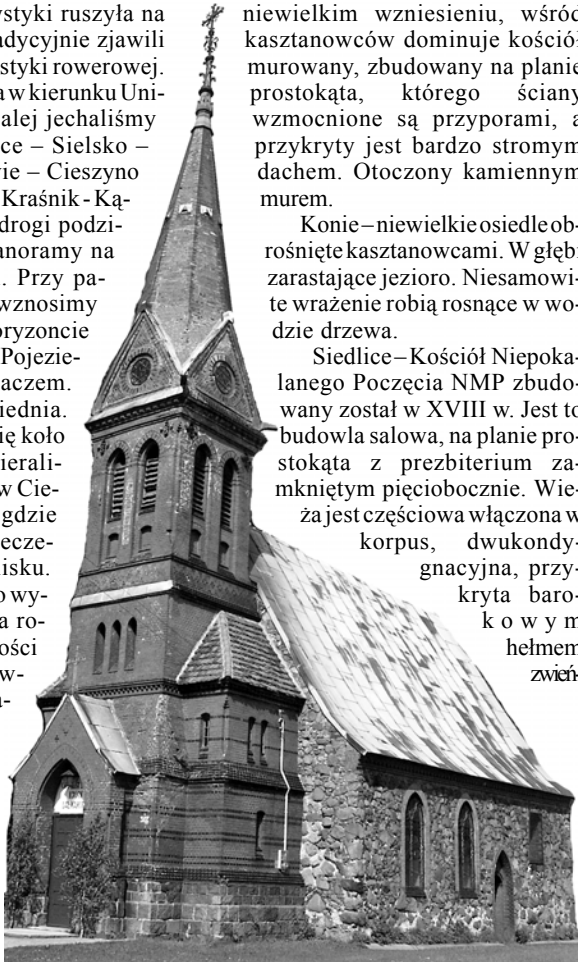 ystyki ruszyła na
adycyjnie zjawili
styki rowerowej.
a w kierunku Uni-
alej jechaliśmy
ce – Sielsko –
ie – Cieszyno
Kraśnik - Ką-
drogi podzi-
anoramy na
. Przy pa-
wznosimy
oryzoncie
Pojezie-
aczem.
iednia.
ię koło
ierali-
w Cie-
gdzie
ecze-
isku.
o wy-
a ro-
ości
w-
a-
niewielkim wzniesieniu, wśród
kasztanowców dominuje kościół
murowany, zbudowany na planie
prostokąta, którego ściany
wzmocnione są przyporami, a
przykryty jest bardzo stromym
dachem. Otoczony kamiennym
murem.
Konie – niewielkie osiedle ob-
rośnięte kasztanowcami. W głębi
zarastające jezioro. Niesamowi-
te wrażenie robią rosnące w wo-
dzie drzewa.
Siedlice – Kościół Niepoka-
lanego Poczęcia NMP zbudo-
wany został w XVIII w. Jest to
budowla salowa, na planie pro-
stokąta z prezbiterium za-
mkniętym pięciobocznie. Wie-
ża jest częściowa włączona w
korpus, dwukondy-
gnacyjna, przy-
kryta baro-
kowym
hełmem
zwień-